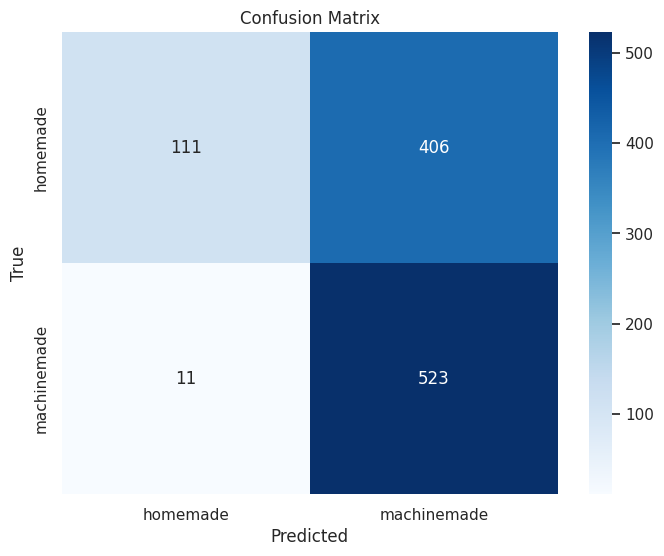 Confusion Matrix
True
homemade
111
406
machinemade
11
523
homemade
machinemade
Predicted
500
400
300
200
100